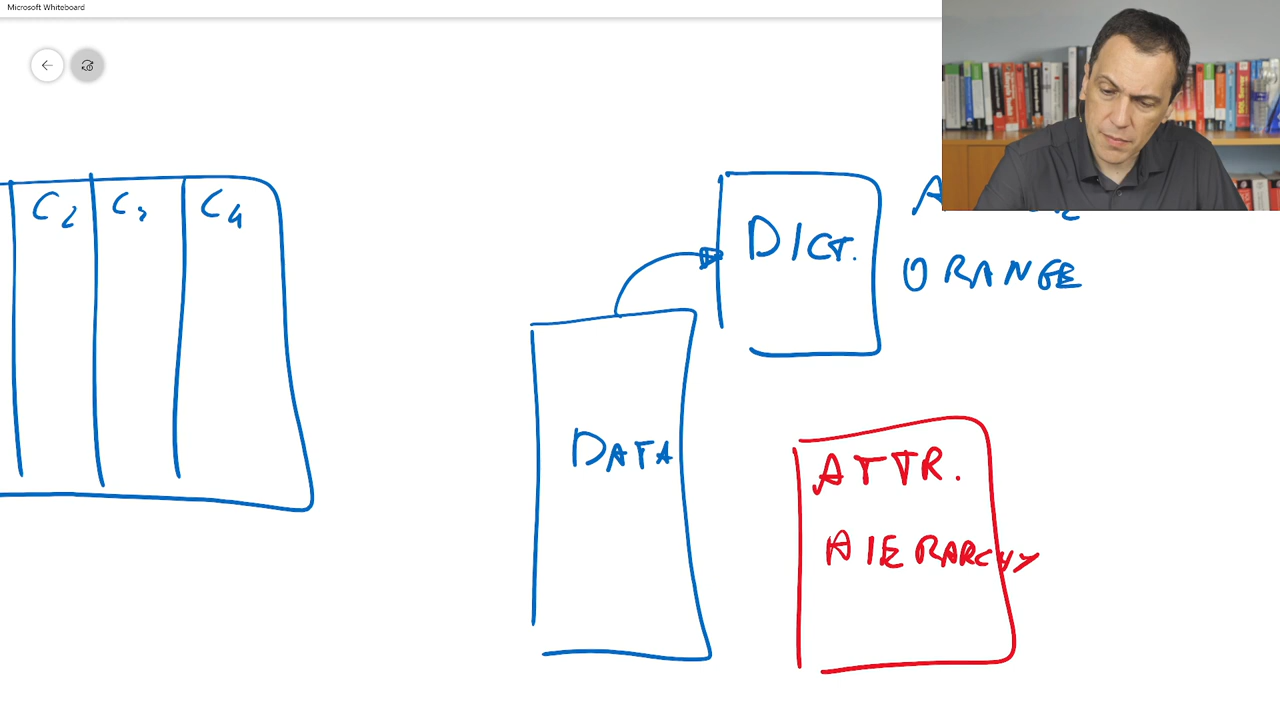 Microsoft Whiteboard
C2 C3 C4
DICT.
ORANGE
DATA
ATTR.
HIERARCHY